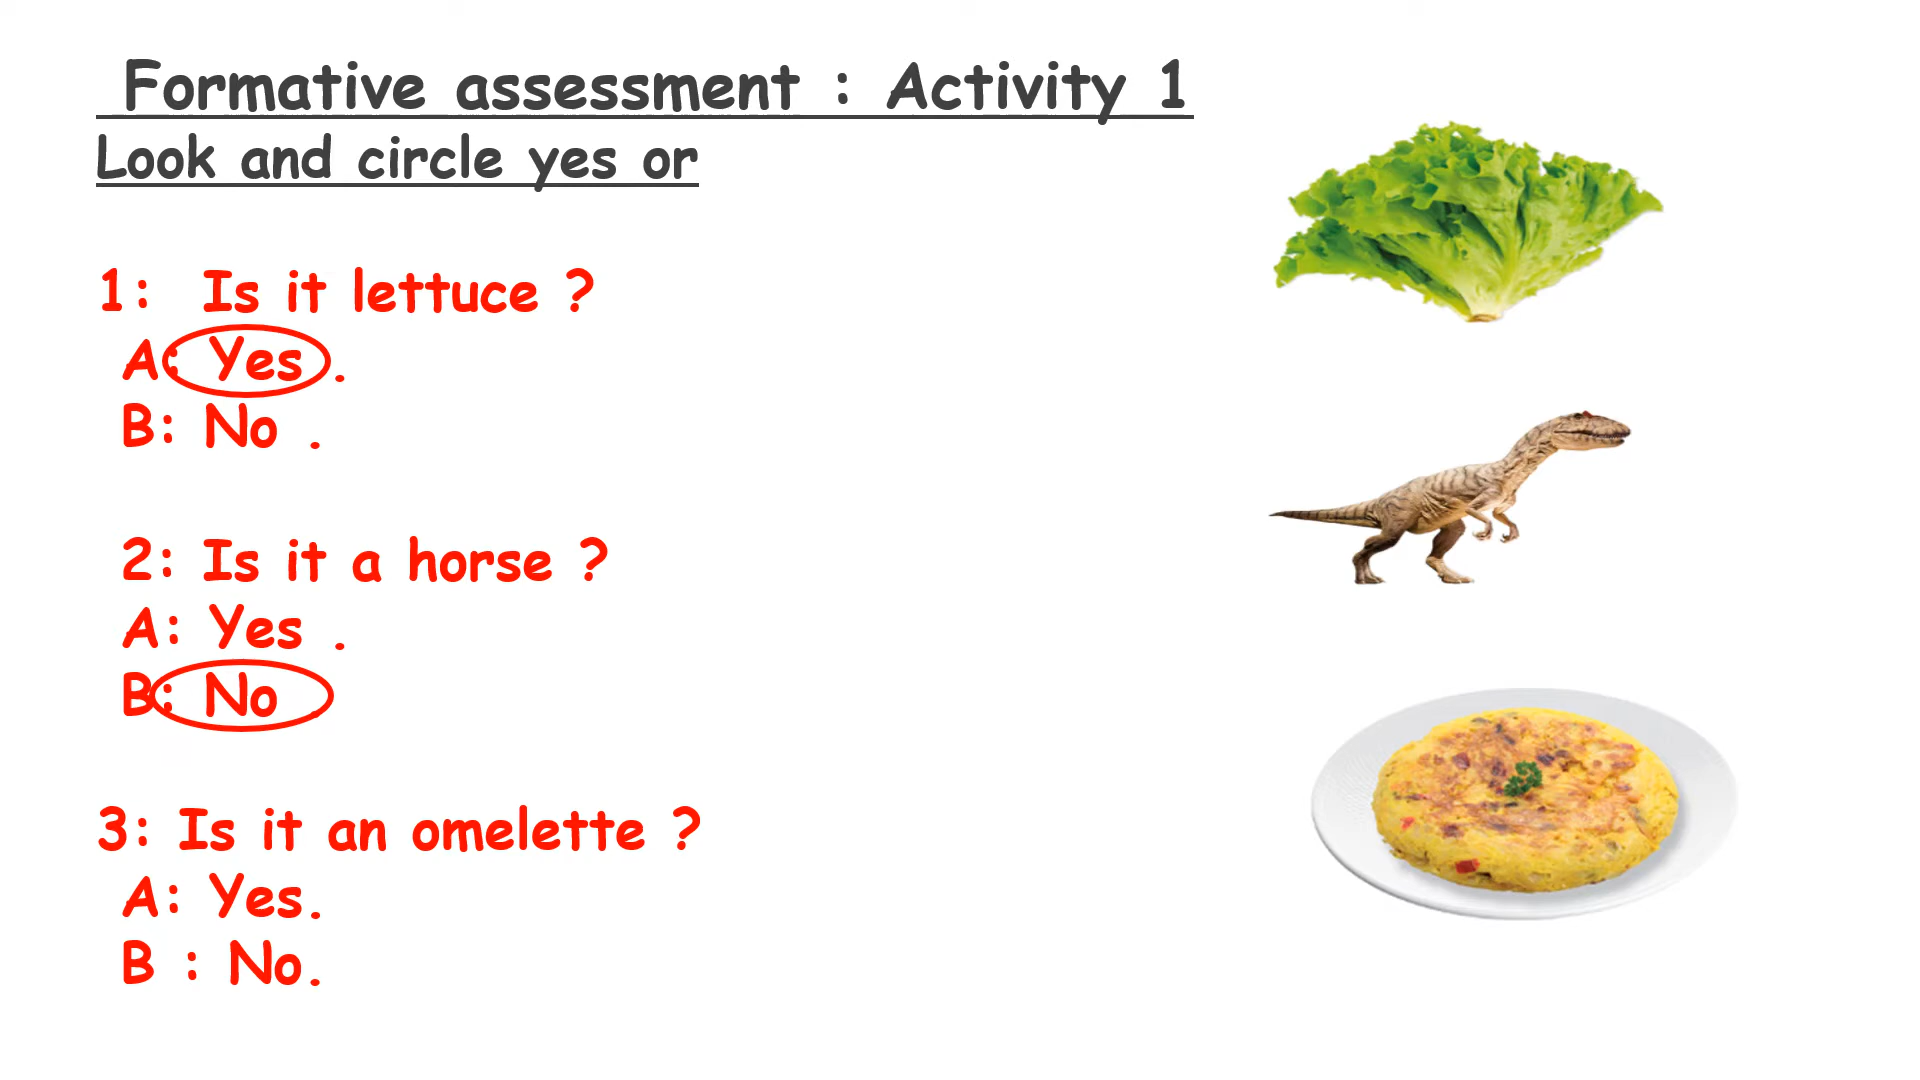 Formative assessment : Activity 1
Look and circle yes or
1: Is it lettuce ?
A: Yes .
B: No .
2: Is it a horse ?
A: Yes .
B: No .
3: Is it an omelette ?
A: Yes.
B : No.